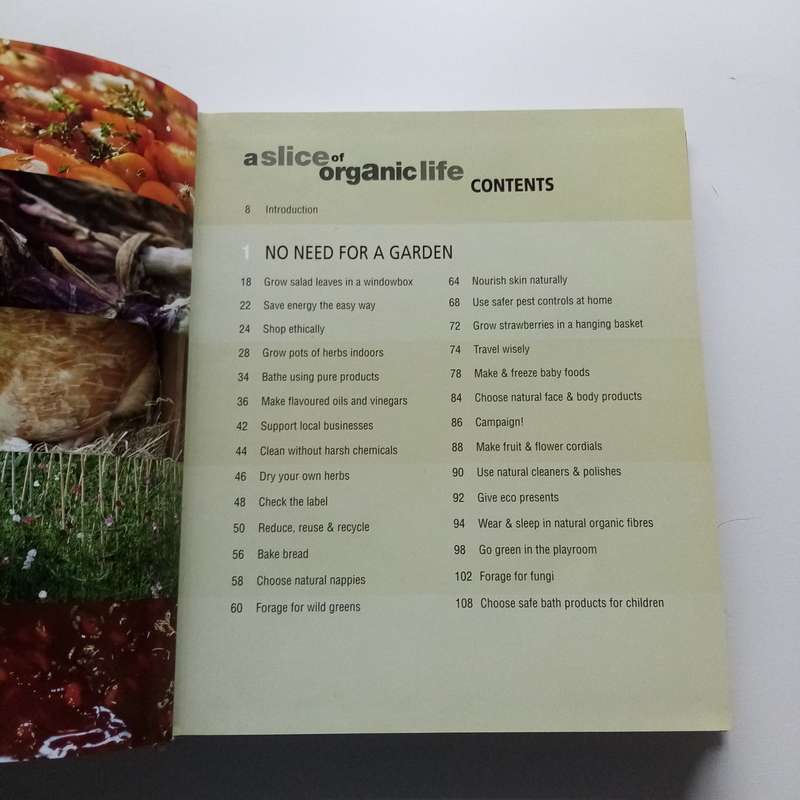 a slice of
organic life
CONTENTS
8 Introduction
1 NO NEED FOR A GARDEN
18 Grow salad leaves in a windowbox
22 Save energy the easy way
24 Shop ethically
28 Grow pots of herbs indoors
34 Bathe using pure products
36 Make flavoured oils and vinegars
42 Support local businesses
44 Clean without harsh chemicals
46 Dry your own herbs
48 Check the label
50 Reduce, reuse & recycle
56 Bake bread
58 Choose natural nappies
60 Forage for wild greens
64 Nourish skin naturally
68 Use safer pest controls at home
72 Grow strawberries in a hanging basket
74 Travel wisely
78 Make & freeze baby foods
84 Choose natural face & body products
86 Campaign!
88 Make fruit & flower cordials
90 Use natural cleaners & polishes
92 Give eco presents
94 Wear & sleep in natural organic fibres
98 Go green in the playroom
102 Forage for fungi
108 Choose safe bath products for children